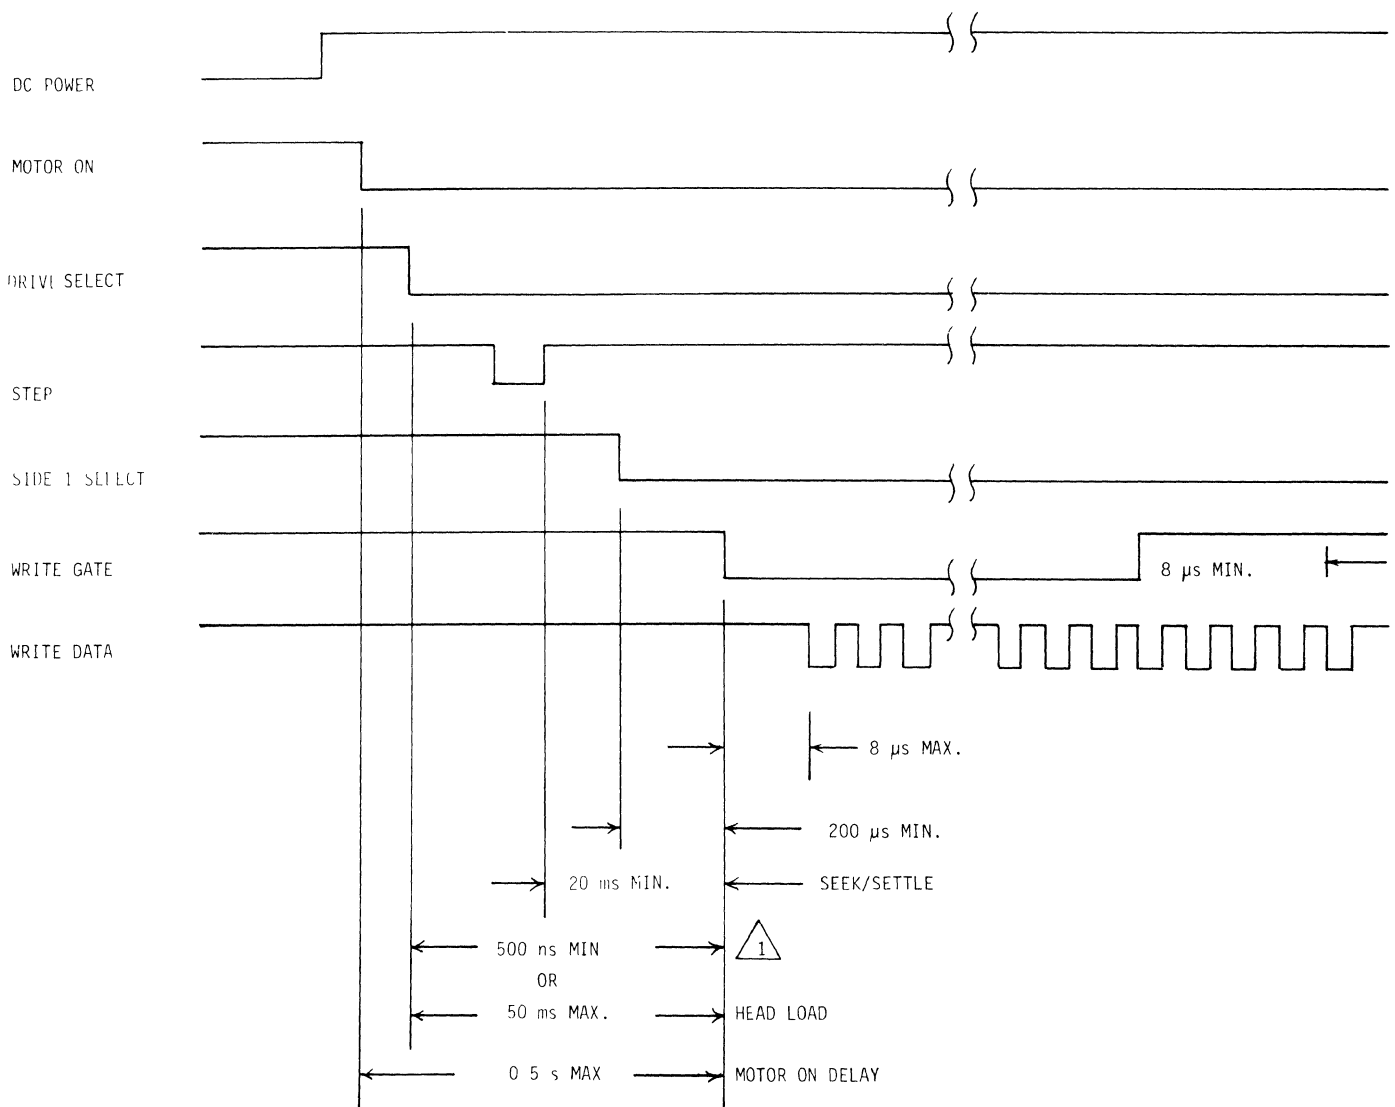 DC POWER
MOTOR ON
DRIVE SELECT
STEP
SIDE 1 SELECT
WRITE GATE
8 µs MIN.
WRITE DATA
8 µs MAX.
200 µs MIN.
20 ms MIN.
SEEK/SETTLE
500 ns MIN
1
OR
50 ms MAX.
HEAD LOAD
0 5 s MAX
MOTOR ON DELAY